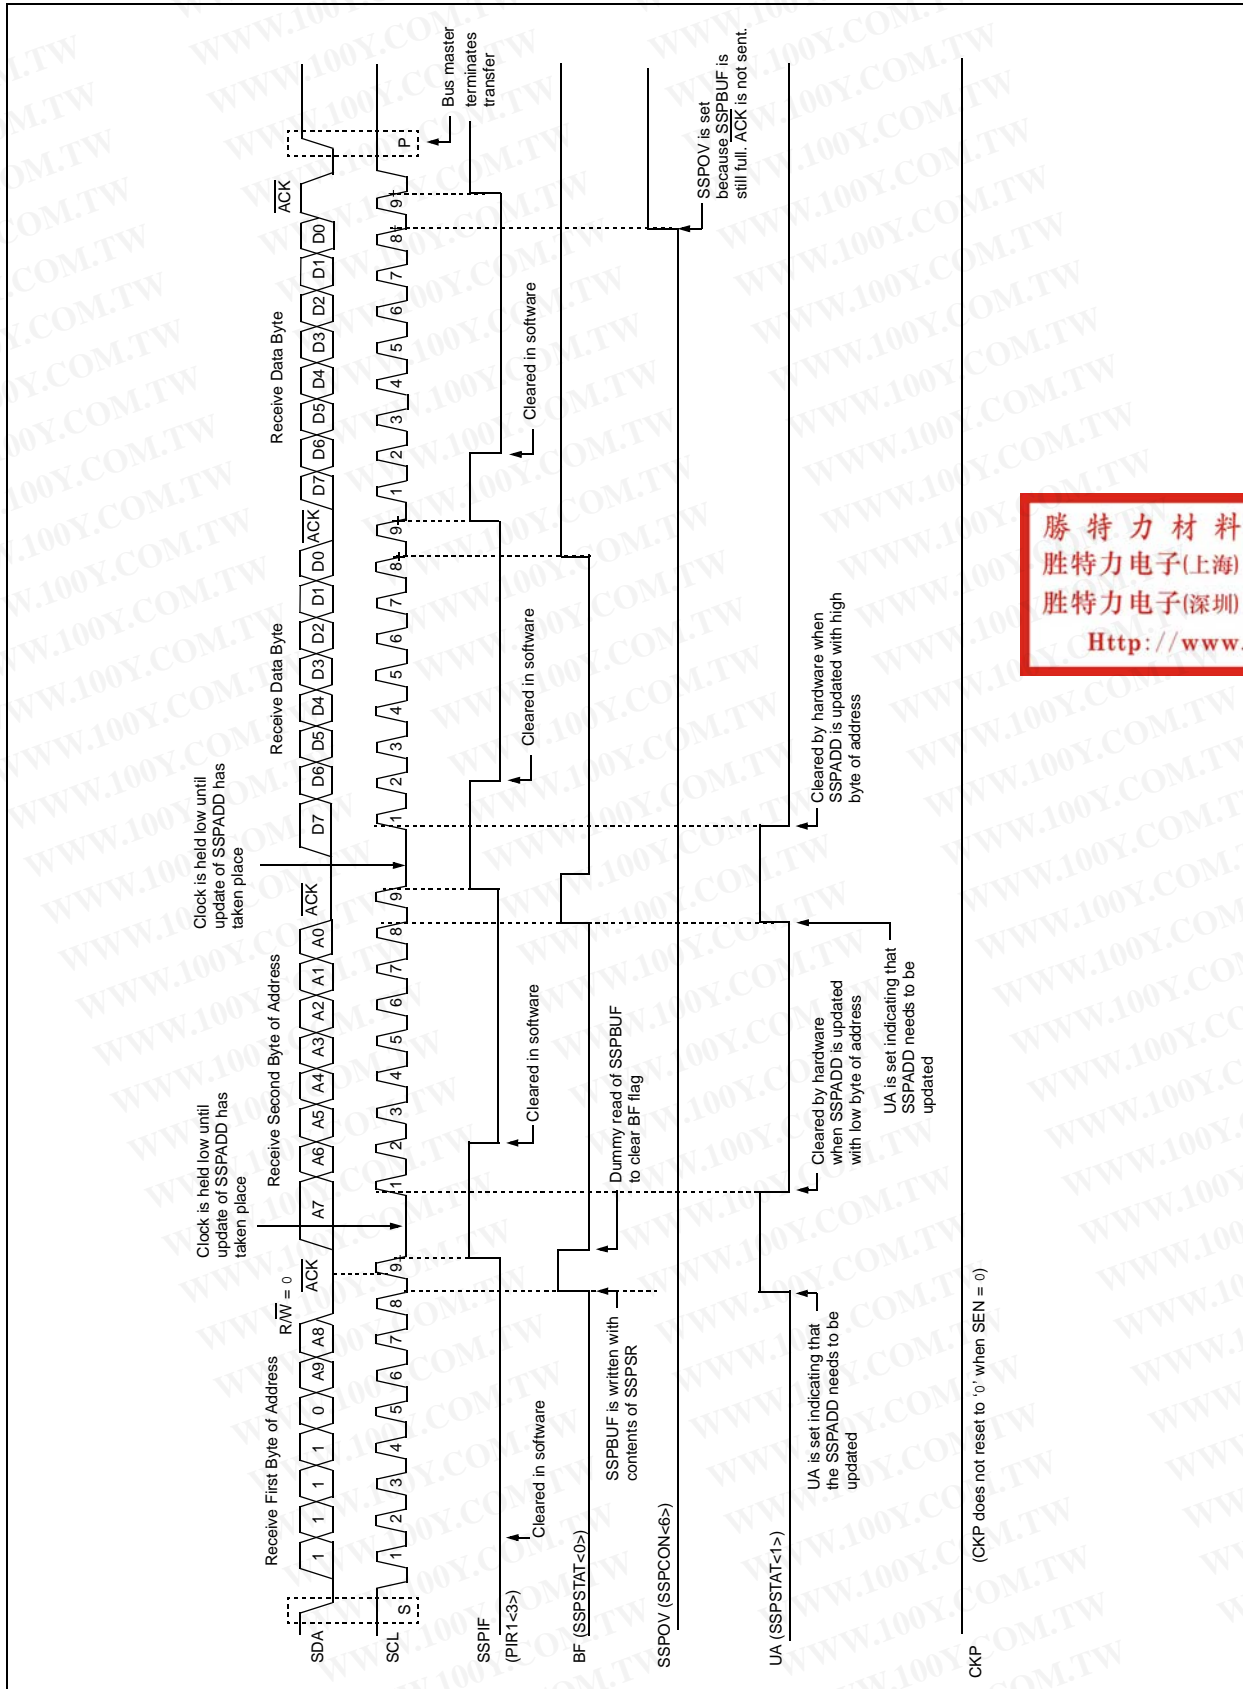 Receive First Byte of Address
R/W = 0
ACK
Clock is held low until
update of SSPADD has
taken place
Receive Second Byte of Address
ACK
Clock is held low until
update of SSPADD has
taken place
Receive Data Byte
ACK
Receive Data Byte
ACK
SDA 1 1 1 1 0 A9 A8 A7 A6 A5 A4 A3 A2 A1 A0 D7 D6 D5 D4 D3 D2 D1 D0 D7 D6 D5 D4 D3 D2 D1 D0
SCL S 1 2 3 4 5 6 7 8 9 1 2 3 4 5 6 7 8 9 1 2 3 4 5 6 7 8 9 1 2 3 4 5 6 7 8 9 P
Bus master
terminates
transfer
SSPIF
(PIR1<3>)
Cleared in software
Cleared in software
Cleared in software
Cleared in software
BF (SSPSTAT<0>)
SSPBUF is written with
contents of SSPSR
Dummy read of SSPBUF
to clear BF flag
SSPOV (SSPCON<6>)
SSPOV is set
because SSPBUF is
still full. ACK is not sent.
UA (SSPSTAT<1>)
UA is set indicating that
the SSPADD needs to be
updated
Cleared by hardware
when SSPADD is updated
with low byte of address
UA is set indicating that
SSPADD needs to be
updated
Cleared by hardware when
SSPADD is updated with high
byte of address
CKP
(CKP does not reset to ‘0’ when SEN = 0)
勝 特 力 材 料
胜特力电子(上海)
胜特力电子(深圳)
Http://www.
WWW.100Y.COM.TW